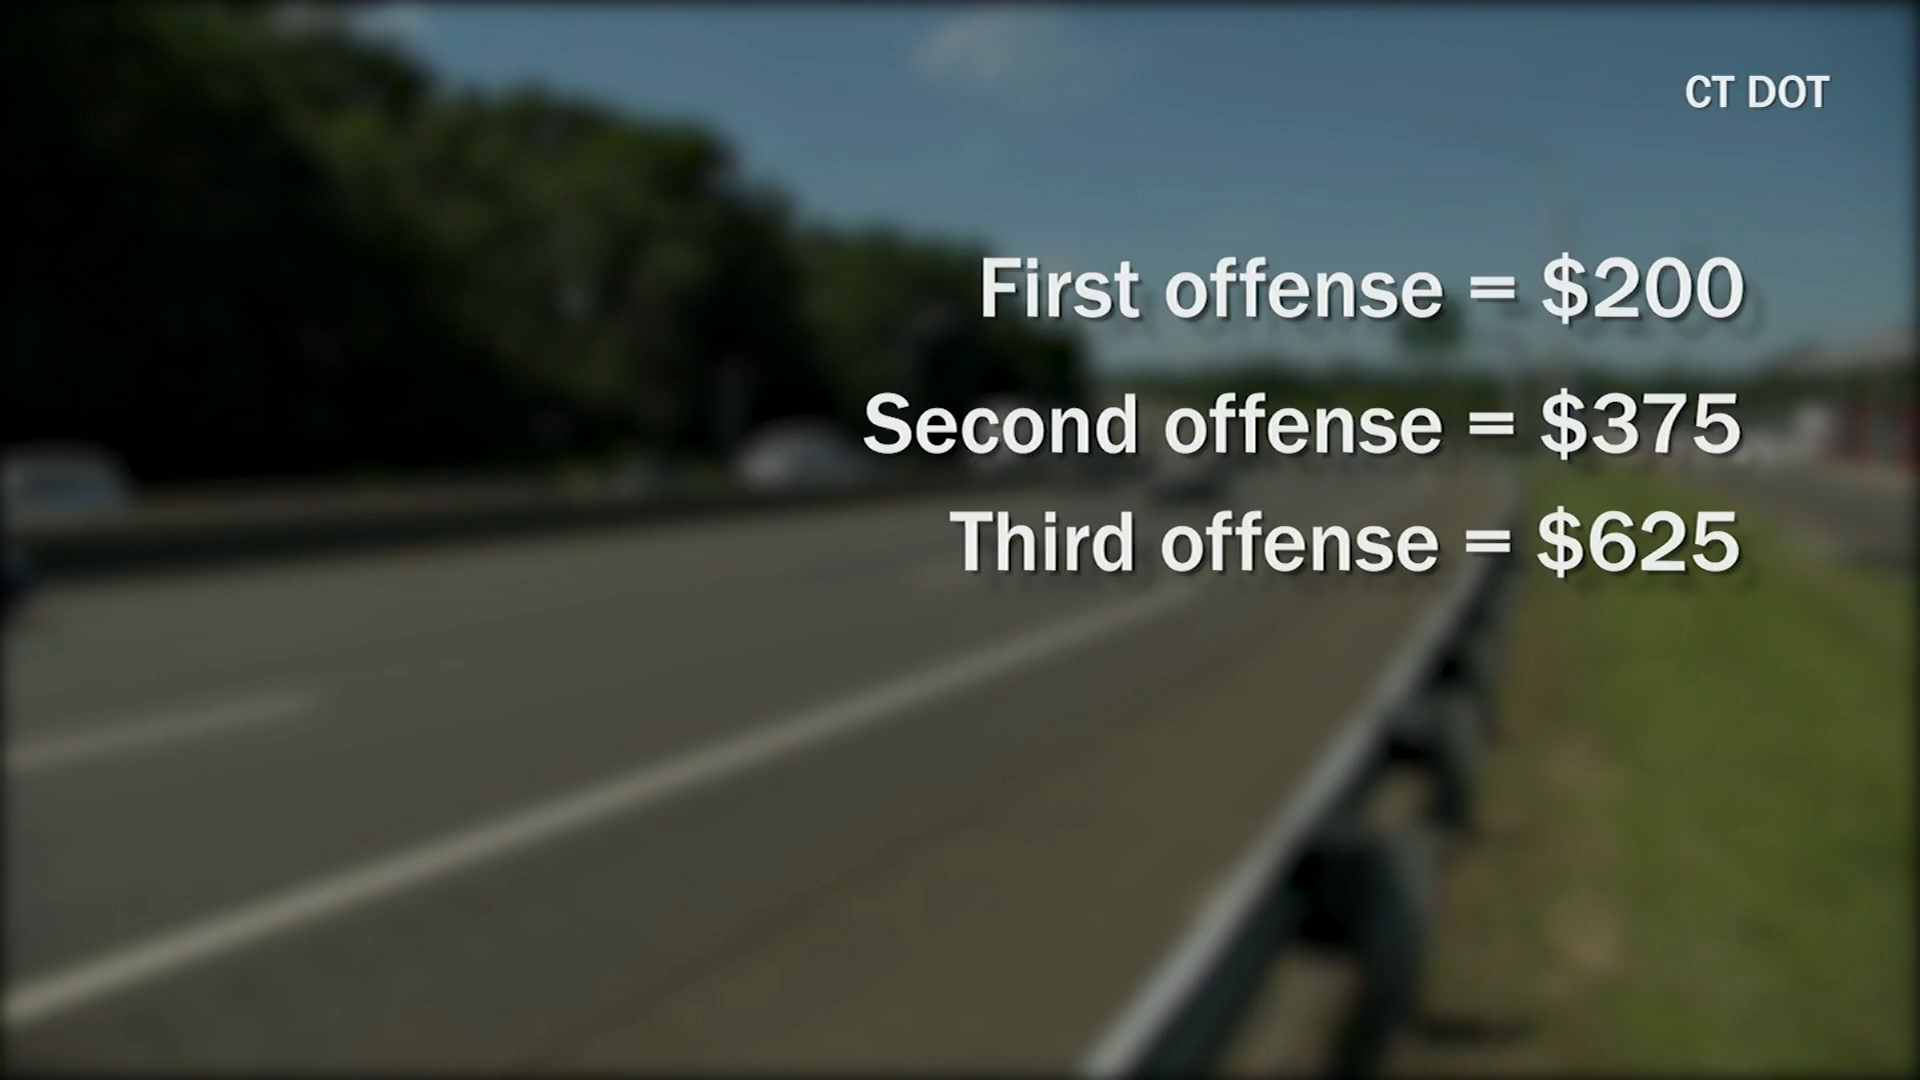 CT DOT
First offense = $200
Second offense = $375
Third offense = $625